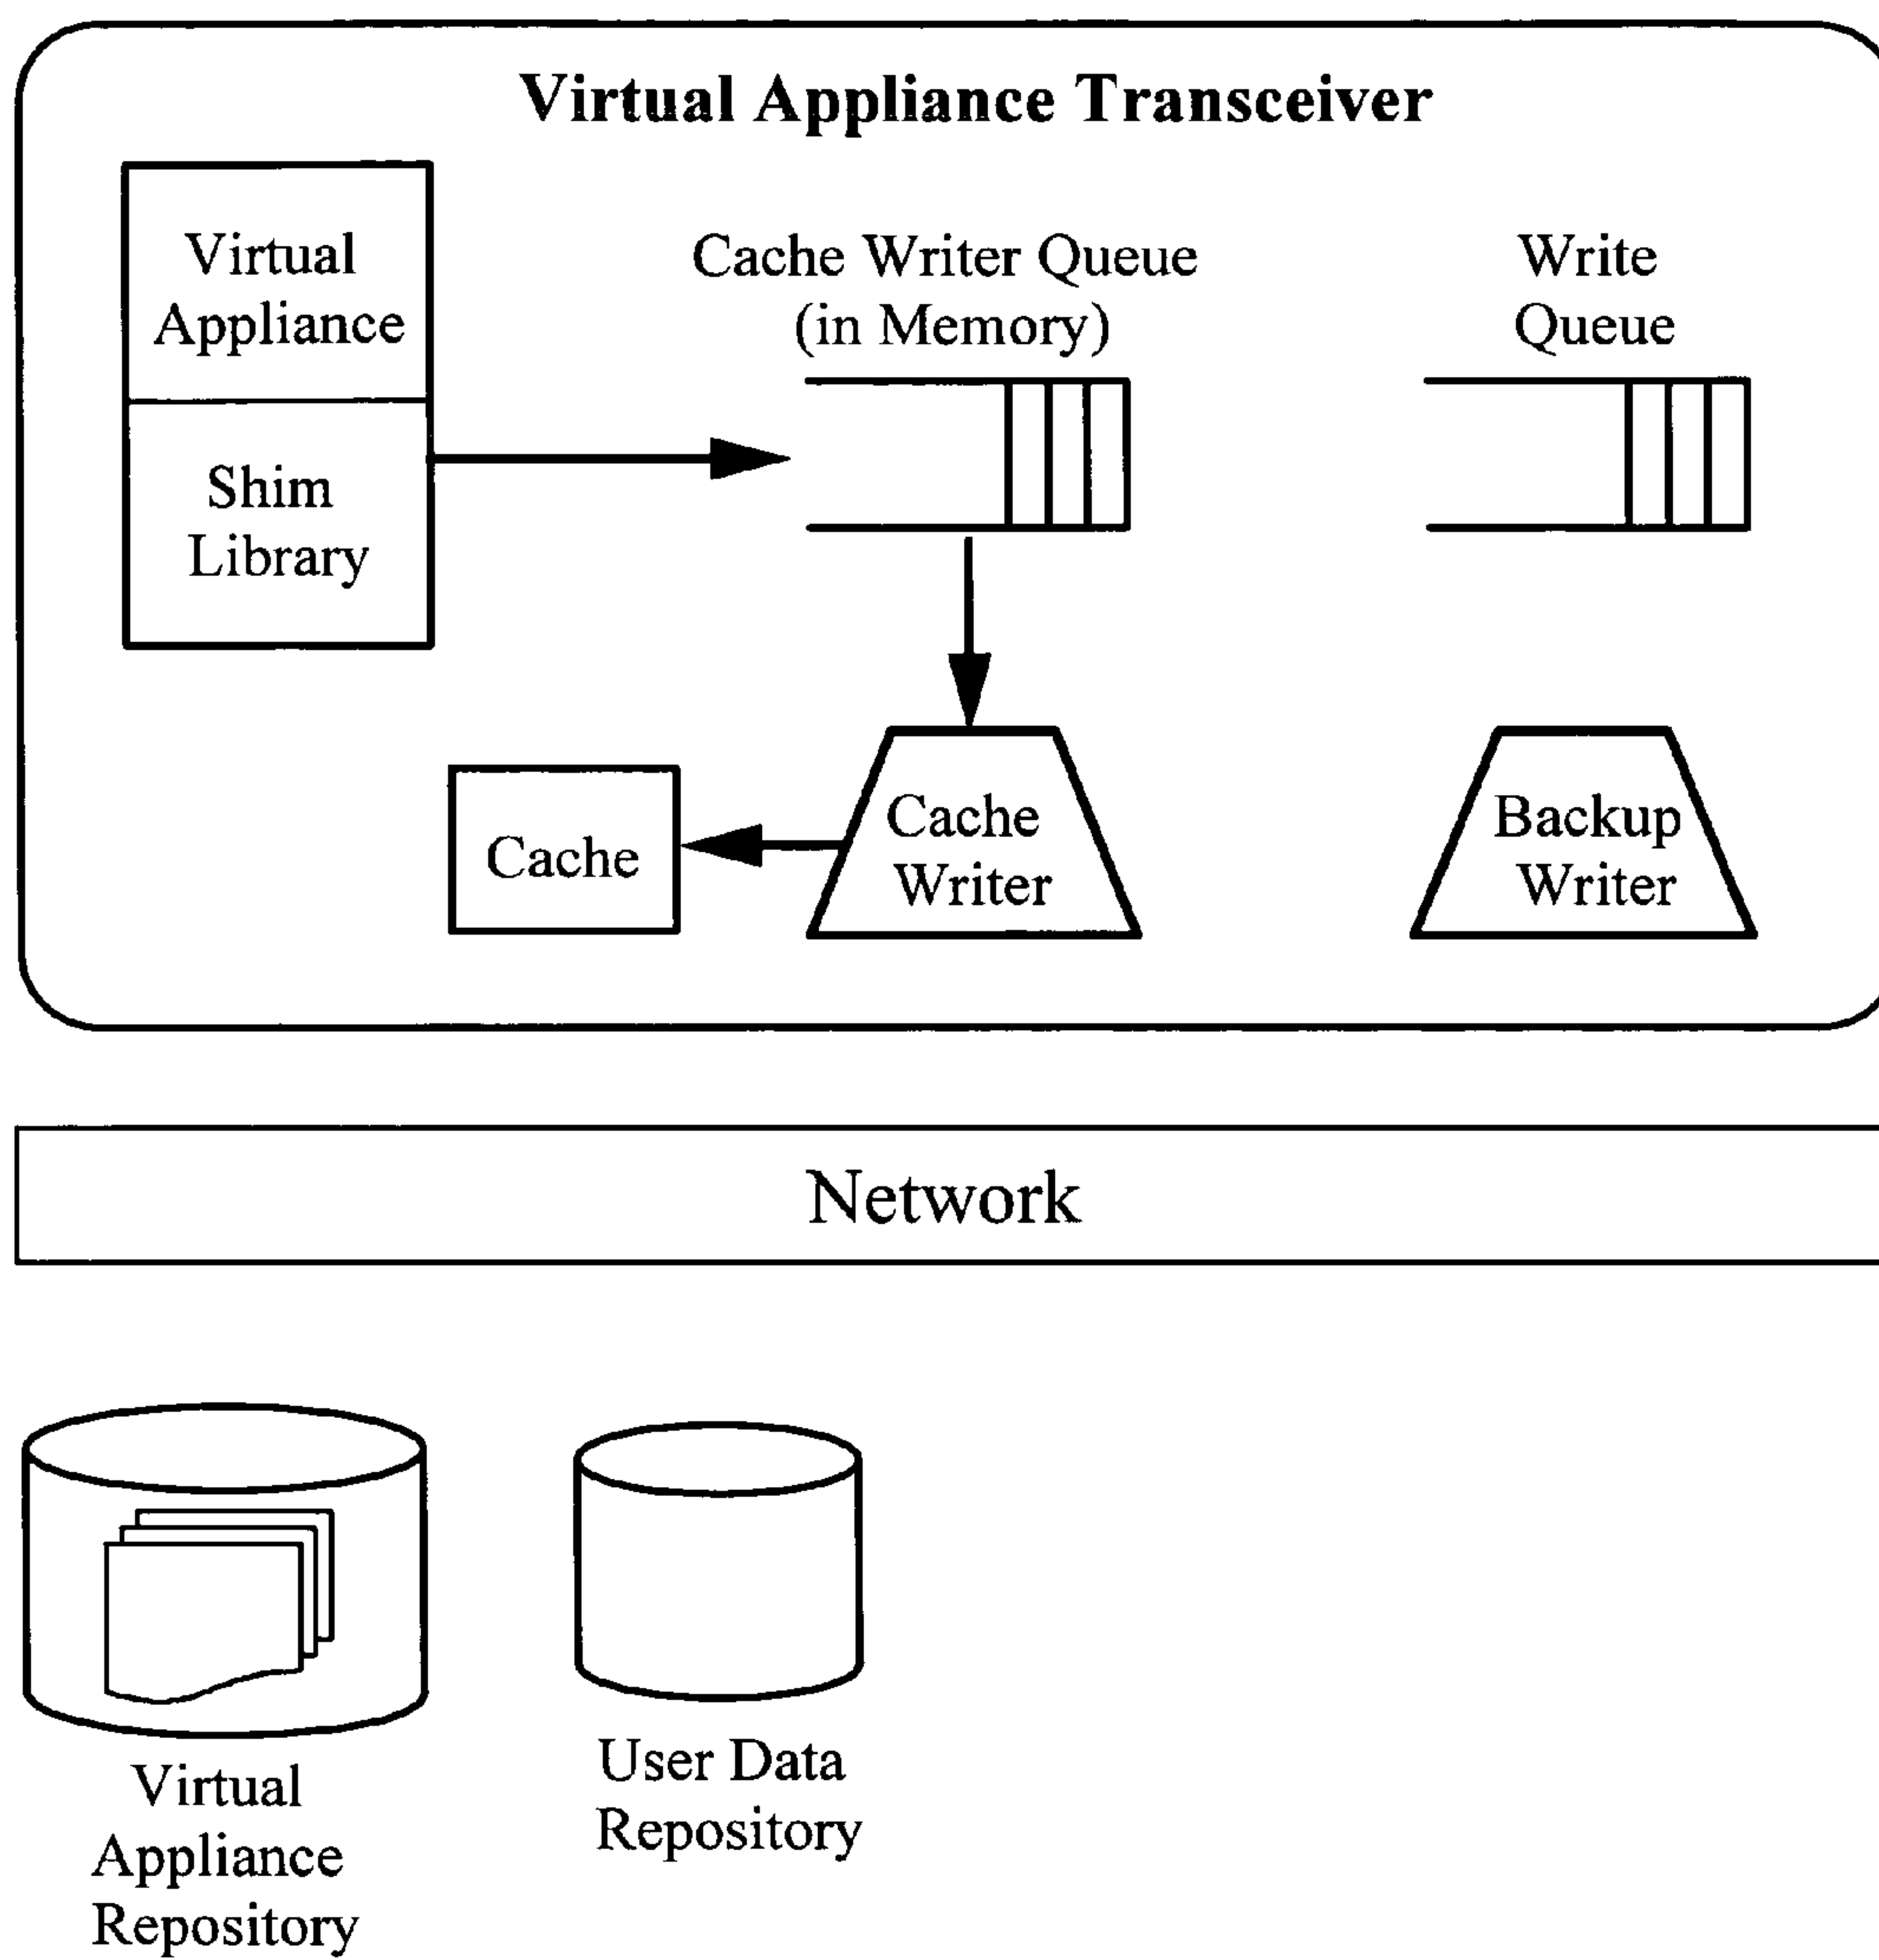 Virtual Appliance Transceiver
Virtual
Appliance
Shim
Library
Cache Writer Queue
(in Memory)
Write
Queue
Cache
Cache
Writer
Backup
Writer
Network
Virtual
Appliance
Repository
User Data
Repository